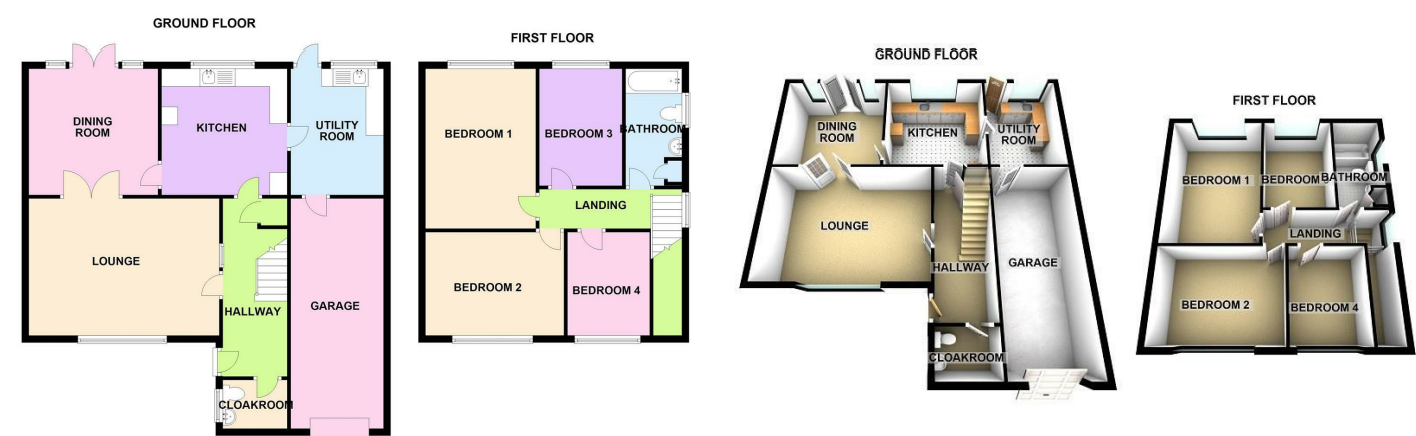 GROUND FLOOR
DINING
ROOM
KITCHEN
UTILITY
ROOM
LOUNGE
HALLWAY
GARAGE
CLOAKROOM
FIRST FLOOR
BEDROOM 1
BEDROOM 3
BATHROOM
LANDING
BEDROOM 2
BEDROOM 4
GROUND FLOOR
DINING
ROOM
KITCHEN
UTILITY
ROOM
LOUNGE
HALLWAY
GARAGE
CLOAKROOM
FIRST FLOOR
BEDROOM 1
BEDROOM
BATHROOM
LANDING
BEDROOM 2
BEDROOM 4